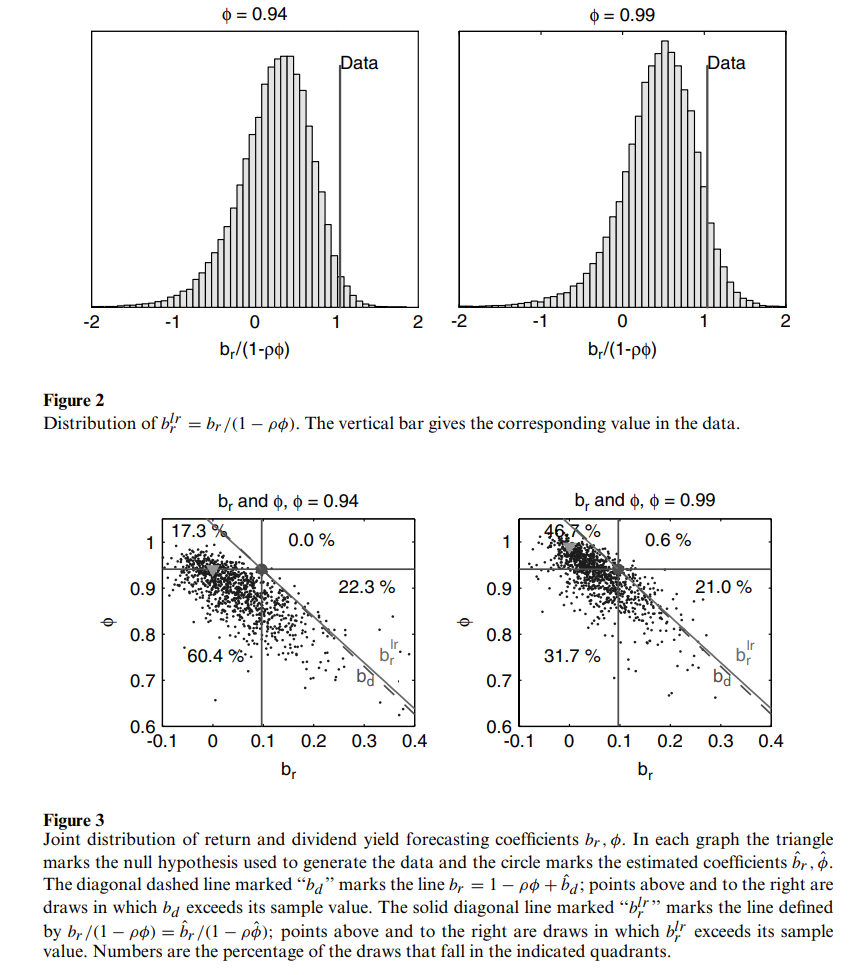 ϕ = 0.94
ϕ = 0.99
Data
Data
-2 -1 0 1 2
-2 -1 0 1 2
b_r/(1-ρϕ)
b_r/(1-ρϕ)
Figure 2
Distribution of b_r^{lr} = b_r/(1 − ρϕ). The vertical bar gives the corresponding value in the data.
b_r and ϕ, ϕ = 0.94
17.3 %
0.0 %
22.3 %
60.4 %
b_r^{lr}
b_d
1
0.9
0.8
0.7
0.6
ϕ
-0.1 0 0.1 0.2 0.3 0.4
b_r
b_r and ϕ, ϕ = 0.99
46.7 %
0.6 %
21.0 %
31.7 %
b_r^{lr}
b_d
1
0.9
0.8
0.7
0.6
ϕ
-0.1 0 0.1 0.2 0.3 0.4
b_r
Figure 3
Joint distribution of return and dividend yield forecasting coefficients b_r, ϕ. In each graph the triangle
marks the null hypothesis used to generate the data and the circle marks the estimated coefficients b̂_r, ϕ̂.
The diagonal dashed line marked “b_d” marks the line b_r = 1 − ρϕ + b̂_d; points above and to the right are
draws in which b_d exceeds its sample value. The solid diagonal line marked “b_r^{lr}” marks the line defined
by b_r/(1 − ρϕ) = b̂_r/(1 − ρϕ̂); points above and to the right are draws in which b_r^{lr} exceeds its sample
value. Numbers are the percentage of the draws that fall in the indicated quadrants.